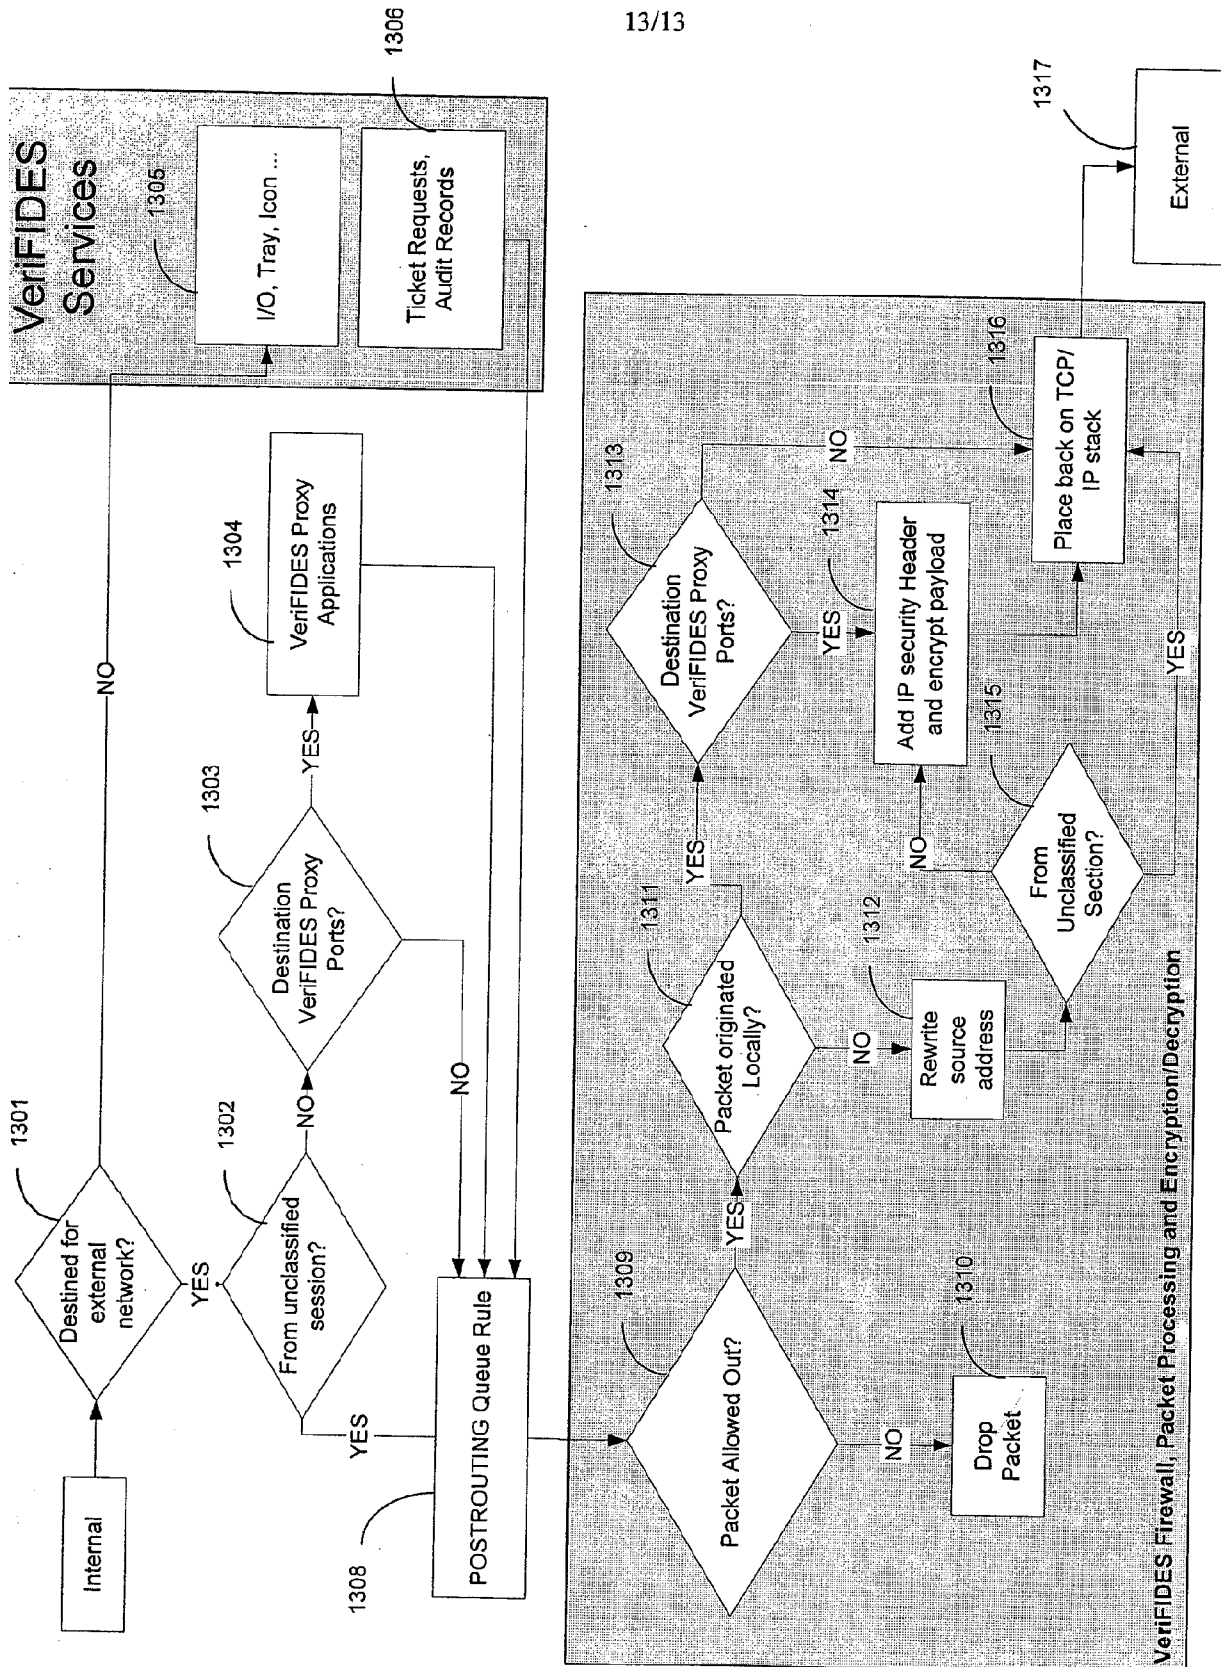 13/13
VeriFIDES
Services
1305
I/O, Tray, Icon ...
1306
Ticket Requests,
Audit Records
Internal
1301
Destined for
external
network?
NO
YES
1302
From unclassified
session?
NO
YES
1303
Destination
VeriFIDES Proxy
Ports?
YES
NO
1304
VeriFIDES Proxy
Applications
1308
POSTROUTING Queue Rule
1309
Packet Allowed Out?
NO
1310
Drop
Packet
YES
1311
Packet originated
Locally?
NO
1312
Rewrite
source
address
YES
1313
Destination
VeriFIDES Proxy
Ports?
NO
YES
1314
Add IP security Header
and encrypt payload
1315
From
Unclassified
Section?
NO
YES
1316
Place back on TCP/
IP stack
1317
External
VeriFIDES Firewall, Packet Processing and Encryption/Decryption